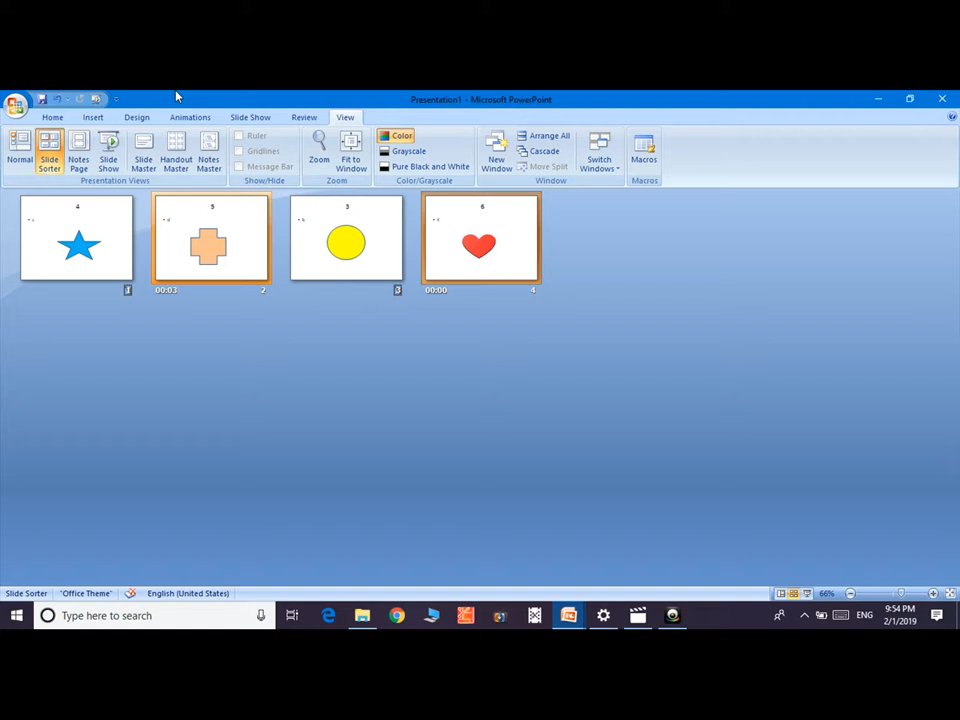 Presentation1 - Microsoft PowerPoint
Home Insert Design Animations Slide Show Review View
Normal
Slide Sorter
Notes Page
Slide Show
Slide Master
Handout Master
Notes Master
Presentation Views
Ruler
Gridlines
Message Bar
Show/Hide
Zoom
Fit to Window
Zoom
Color
Grayscale
Pure Black and White
Color/Grayscale
New Window
Arrange All
Cascade
Move Split
Switch Windows
Window
Macros
Macros
4
1
5
• d
00:03 2
3
• b
3
6
00:00 4
Slide Sorter "Office Theme" English (United States) 66%
Type here to search
ENG
9:54 PM
2/1/2019